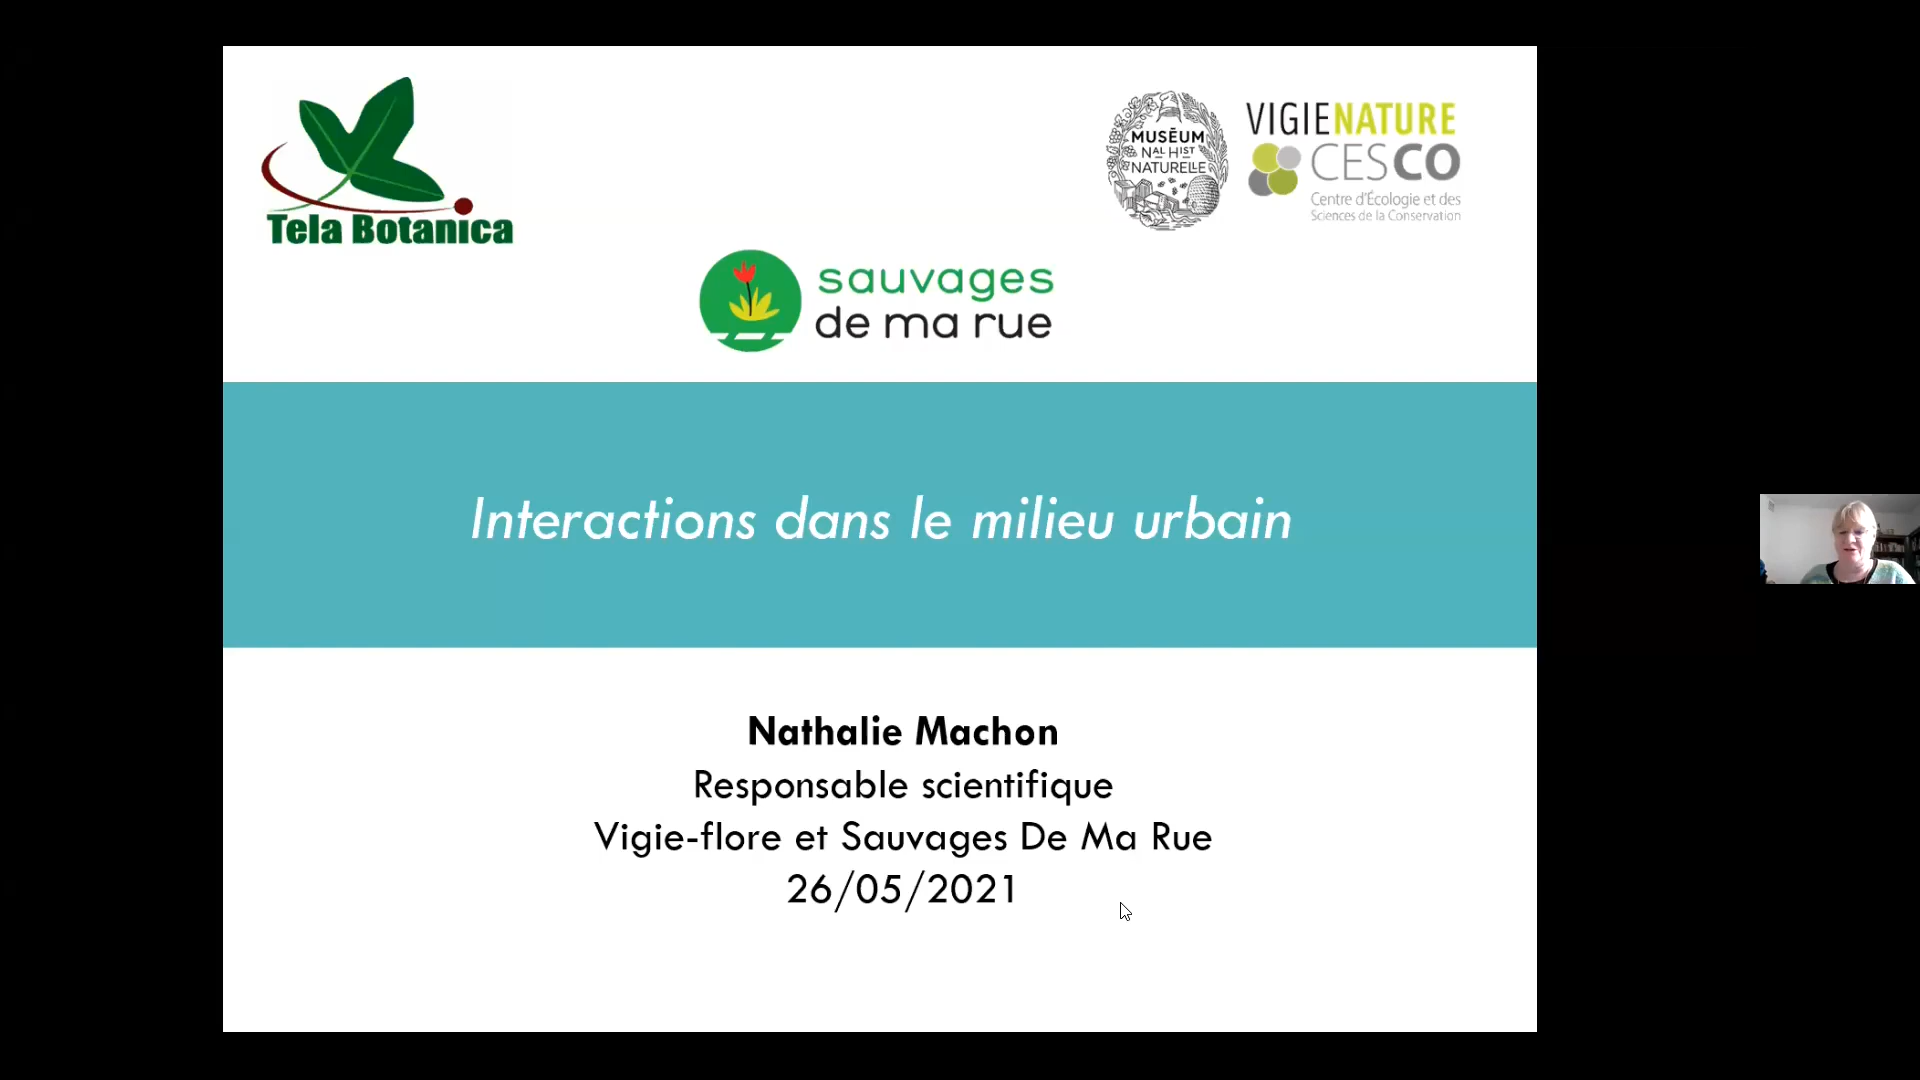 Tela Botanica
MUSĒUM
NAL HIST
NATURELLE
VIGIENATURE
CESCO
Centre d'Écologie et des
Sciences de la Conservation
sauvages
de ma rue
Interactions dans le milieu urbain
Nathalie Machon
Responsable scientifique
Vigie-flore et Sauvages De Ma Rue
26/05/2021